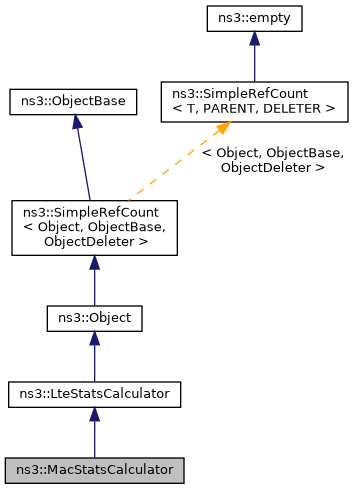 ns3::empty
ns3::ObjectBase
ns3::SimpleRefCount
< T, PARENT, DELETER >
< Object, ObjectBase,
ObjectDeleter >
ns3::SimpleRefCount
< Object, ObjectBase,
ObjectDeleter >
ns3::Object
ns3::LteStatsCalculator
ns3::MacStatsCalculator